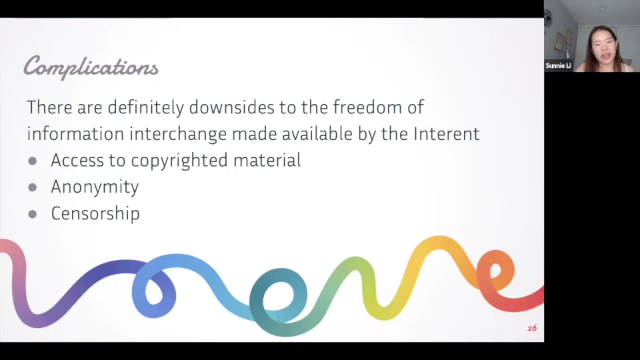 Complications
There are definitely downsides to the freedom of
information interchange made available by the Interent
● Access to copyrighted material
● Anonymity
● Censorship
26
Sunnie Li